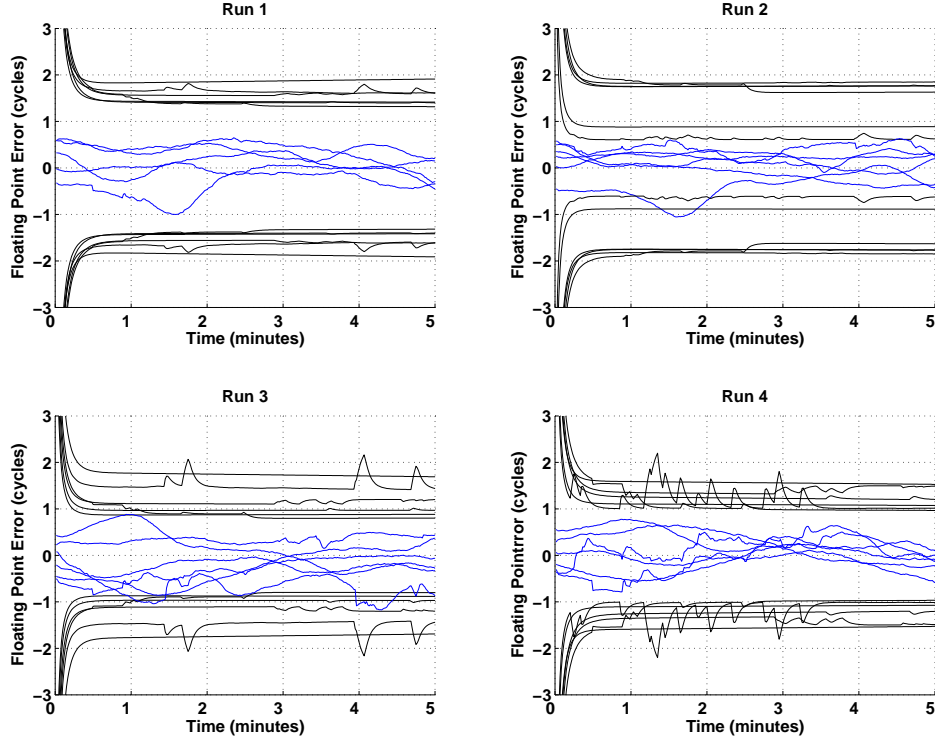 Run 1
Floating Point Error (cycles)
3
2
1
0
−1
−2
−3
0 1 2 3 4 5
Time (minutes)
Run 2
Floating Point Error (cycles)
3
2
1
0
−1
−2
−3
0 1 2 3 4 5
Time (minutes)
Run 3
Floating Point Error (cycles)
3
2
1
0
−1
−2
−3
0 1 2 3 4 5
Time (minutes)
Run 4
Floating Pointrror (cycles)
3
2
1
0
−1
−2
−3
0 1 2 3 4 5
Time (minutes)